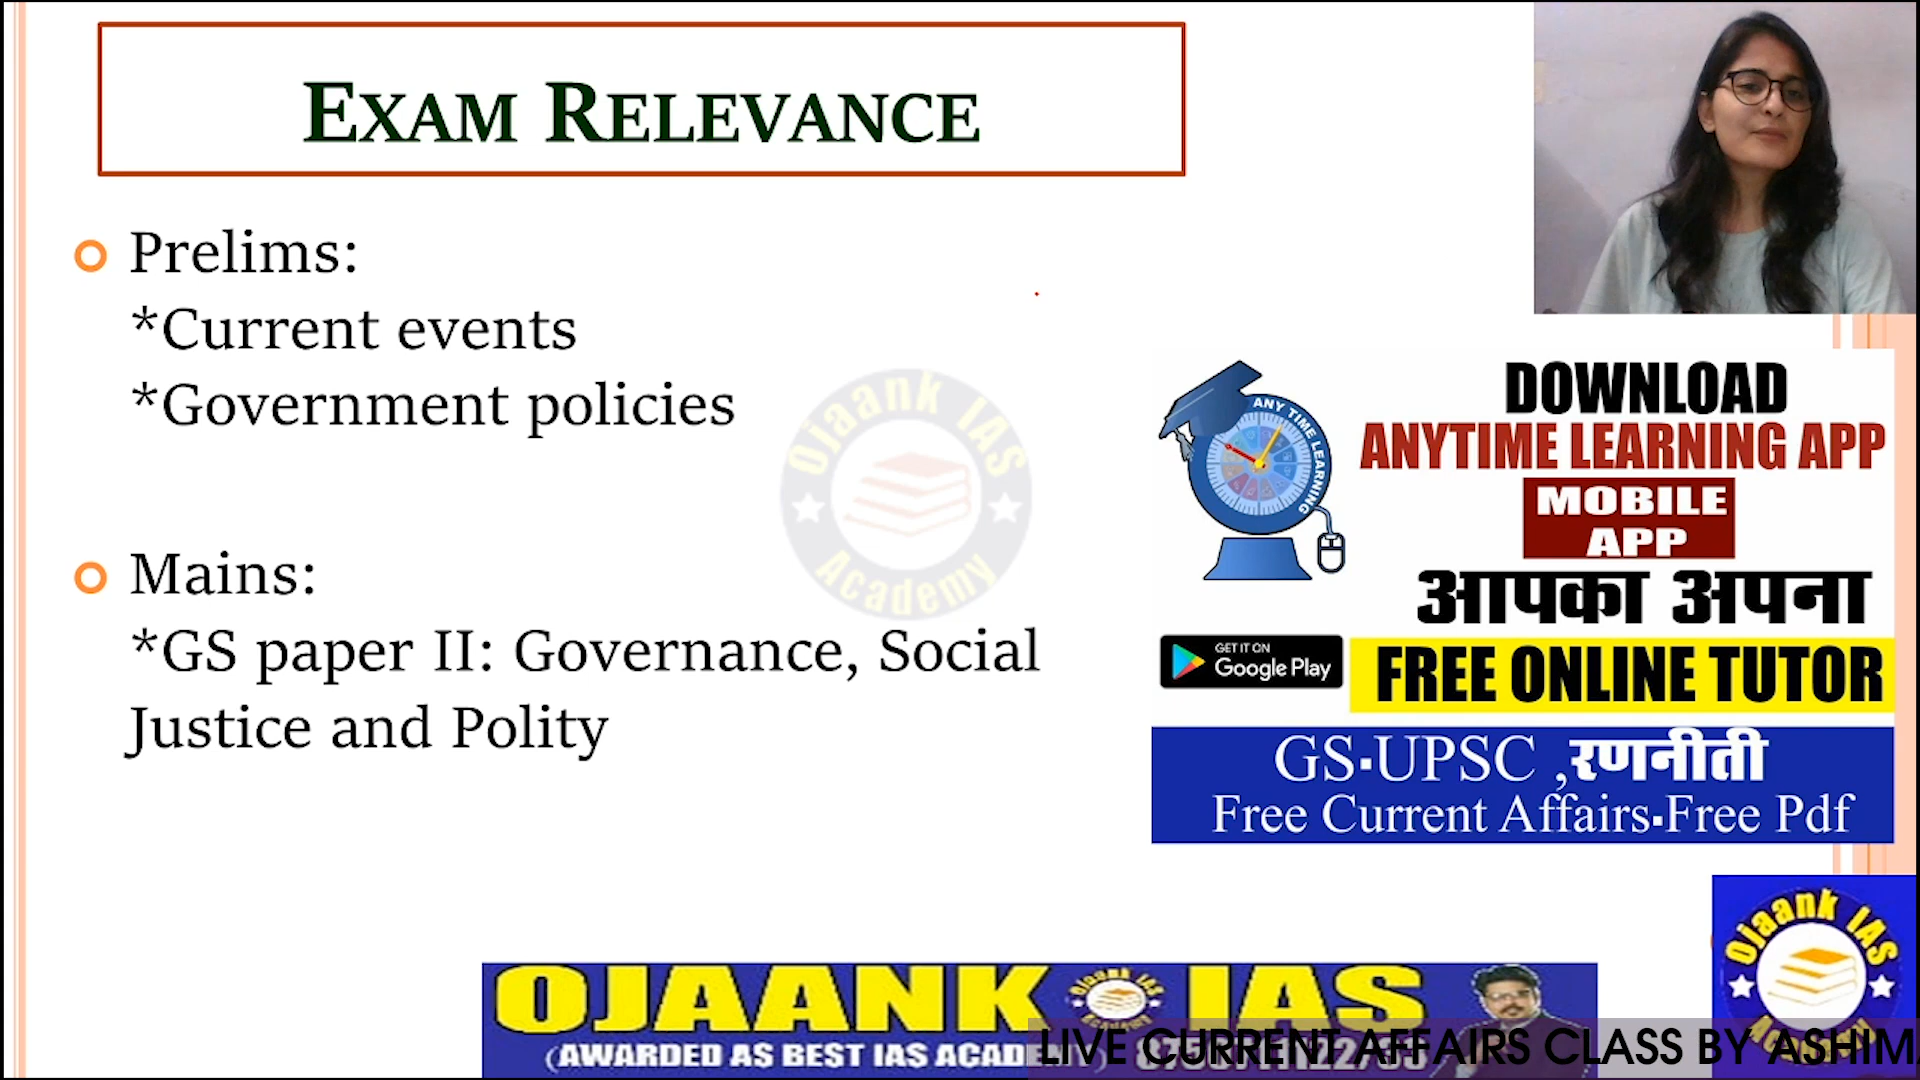 EXAM RELEVANCE
Prelims:
*Current events
*Government policies
Mains:
*GS paper II: Governance, Social
Justice and Polity
Ojaank IAS
Academy
ANY TIME LEARNING
DOWNLOAD
ANYTIME LEARNING APP
MOBILE
APP
आपका अपना
GET IT ON
Google Play
FREE ONLINE TUTOR
GS-UPSC ,रणनीती
Free Current Affairs-Free Pdf
Ojaank IAS
OJAANK IAS
(AWARDED AS BEST IAS
LIVE CURRENT AFFAIRS CLASS BY ASHIM